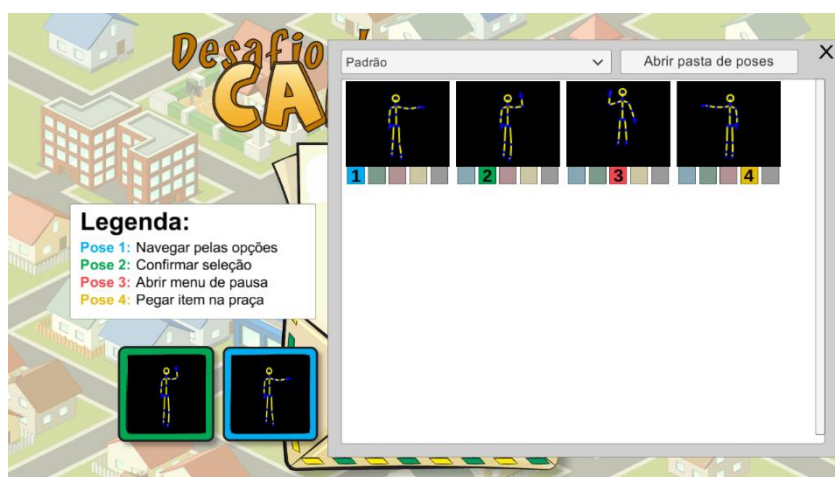 Desafio
CA
Padrão
Abrir pasta de poses
X
1
2
3
4
Legenda:
Pose 1: Navegar pelas opções
Pose 2: Confirmar seleção
Pose 3: Abrir menu de pausa
Pose 4: Pegar item na praça